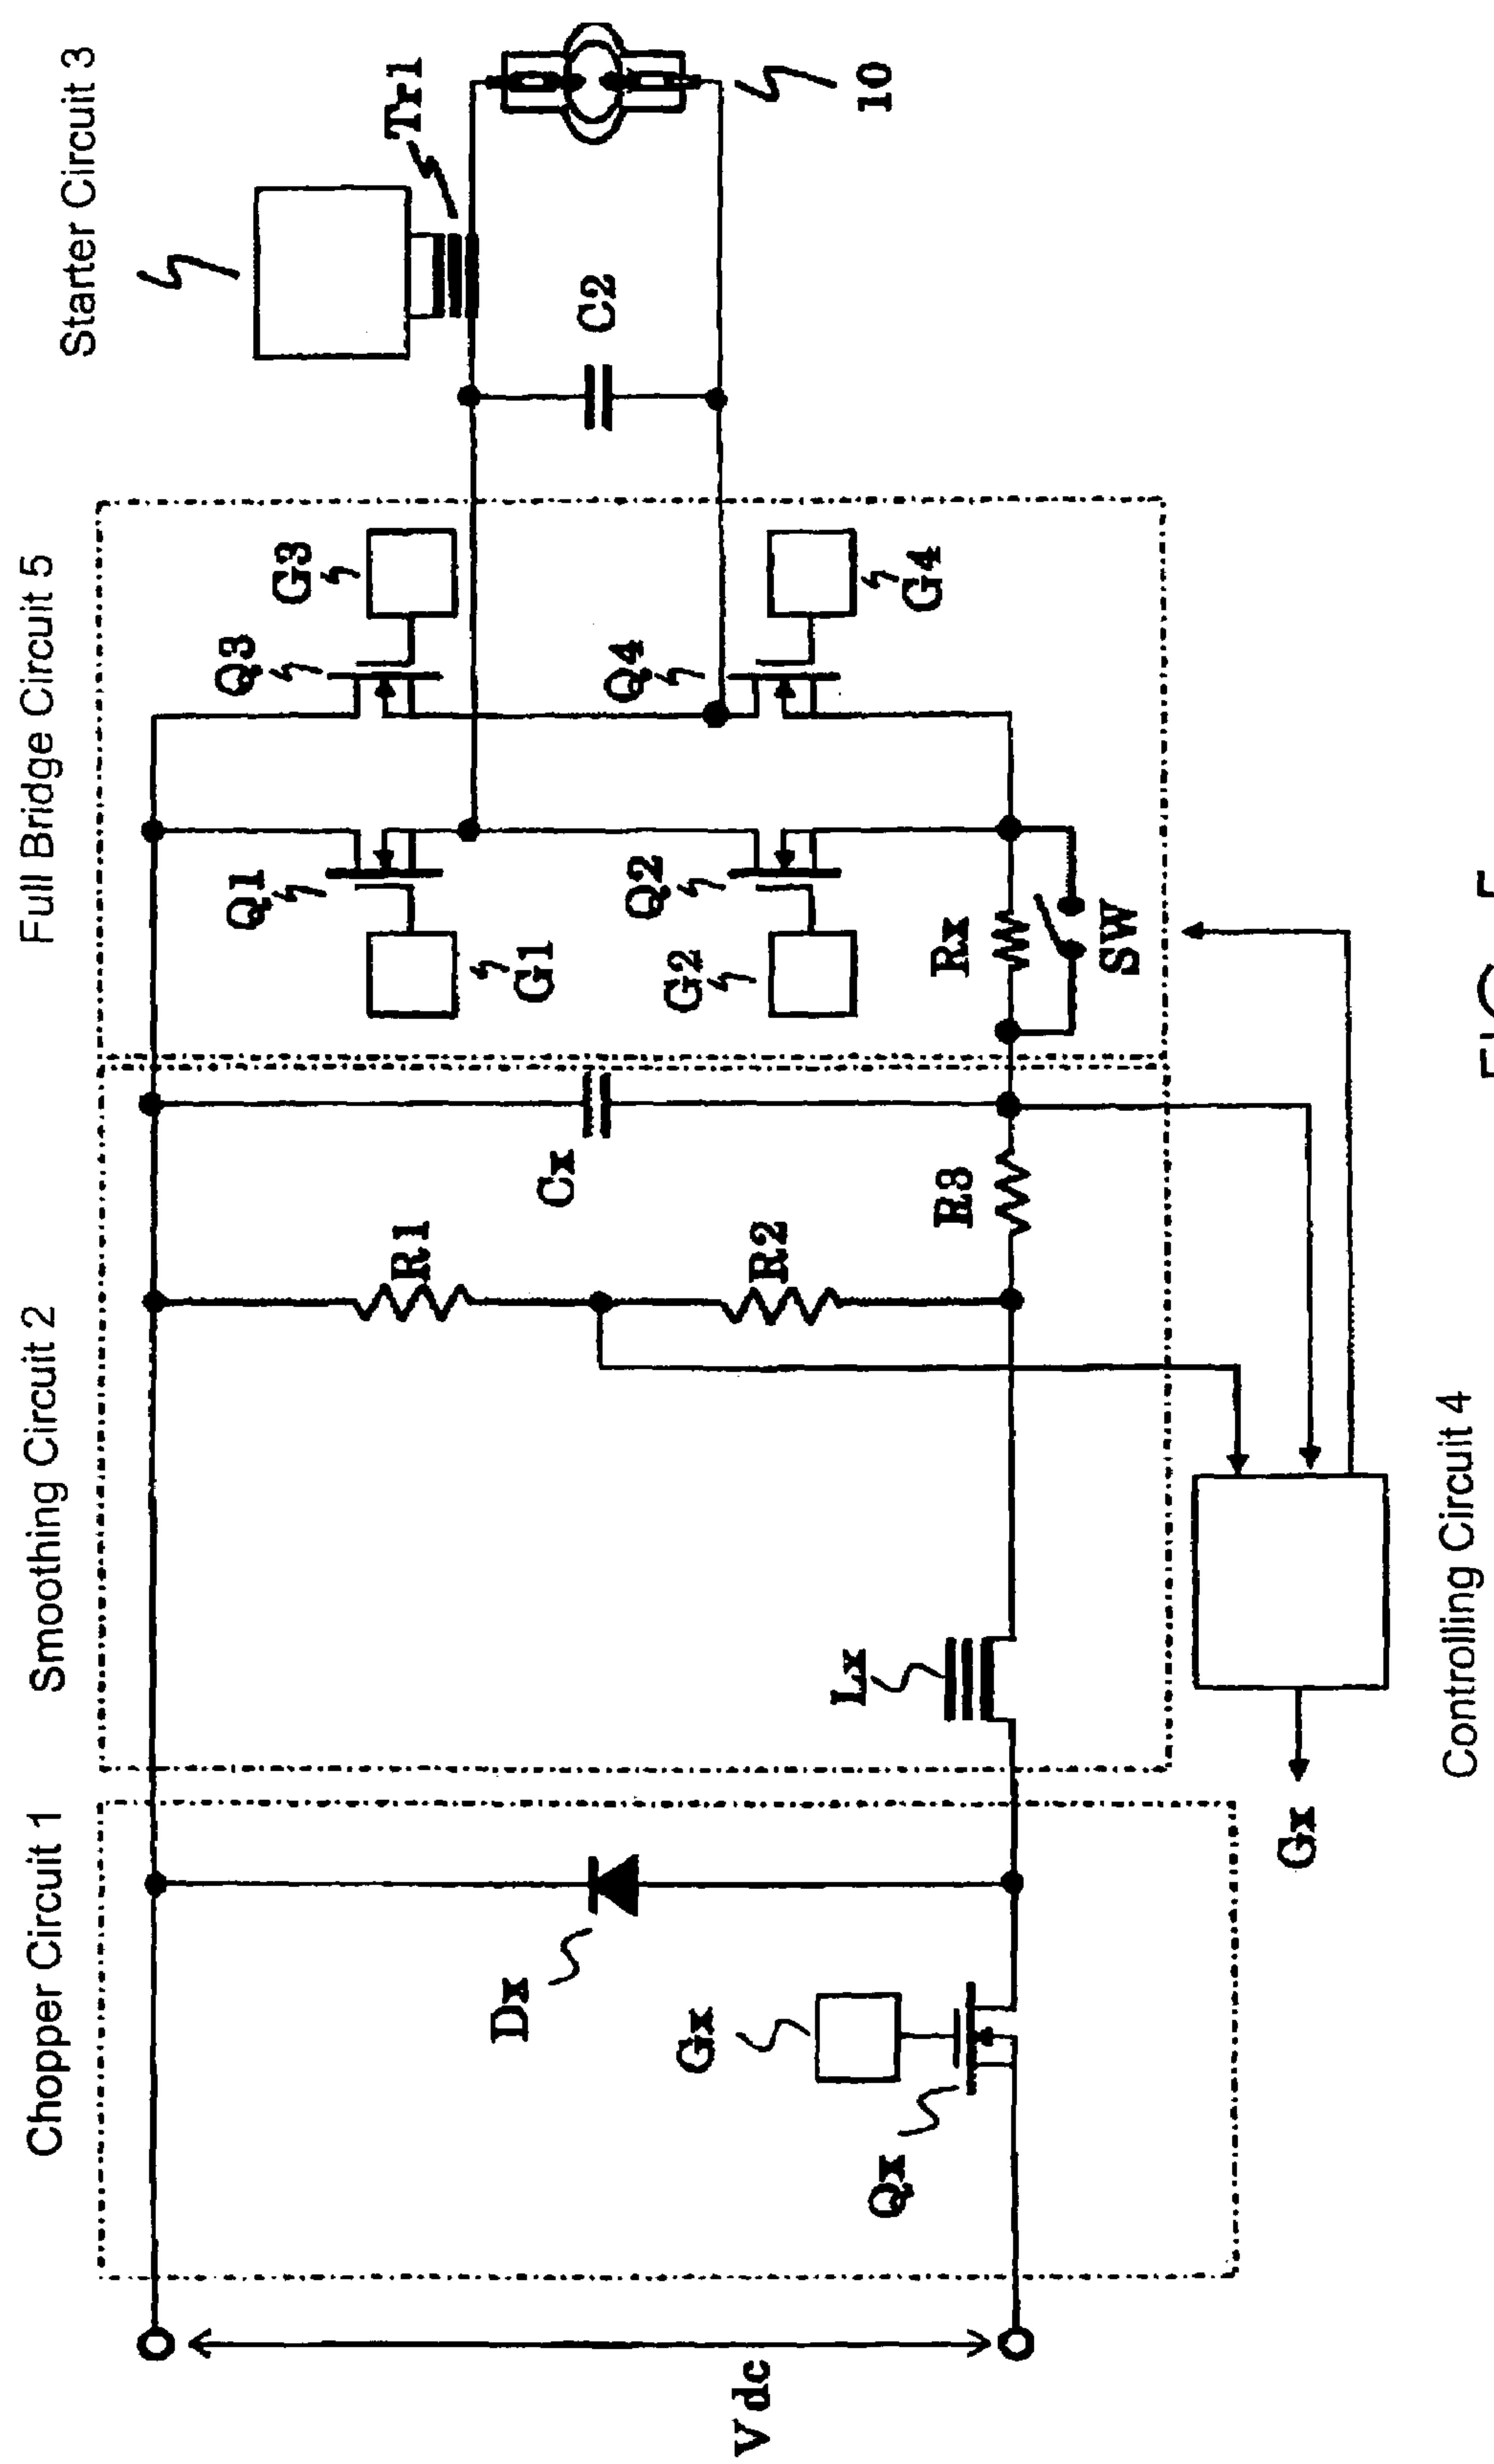 Chopper Circuit 1
Smoothing Circuit 2
Full Bridge Circuit 5
Starter Circuit 3
Tr1
Q3
G3
Q1
G1
R1
Cx
C2
10
Q4
G4
Q2
G2
R2
Dx
Vdc
Gx
Qx
Lx
R3
Rx
SW
Gx
Controlling Circuit 4